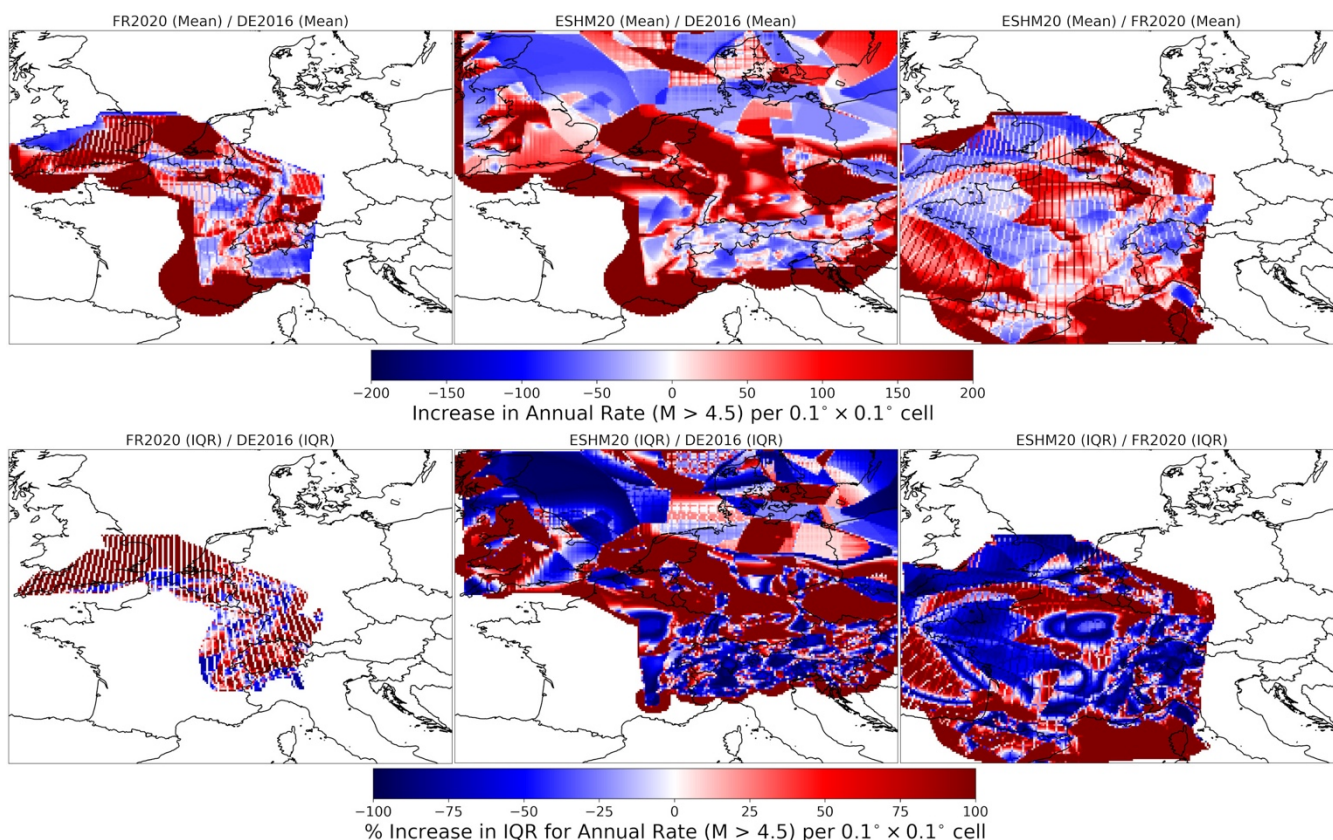 FR2020 (Mean) / DE2016 (Mean)
ESHM20 (Mean) / DE2016 (Mean)
ESHM20 (Mean) / FR2020 (Mean)
−200 −150 −100 −50 0 50 100 150 200
Increase in Annual Rate (M > 4.5) per 0.1° × 0.1° cell
FR2020 (IQR) / DE2016 (IQR)
ESHM20 (IQR) / DE2016 (IQR)
ESHM20 (IQR) / FR2020 (IQR)
−100 −75 −50 −25 0 25 50 75 100
% Increase in IQR for Annual Rate (M > 4.5) per 0.1° × 0.1° cell